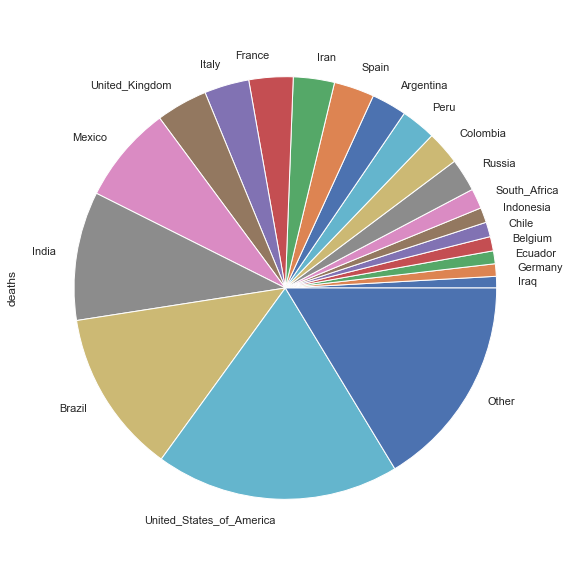 France
Iran
Italy
Spain
United_Kingdom
Argentina
Peru
Mexico
Colombia
Russia
South_Africa
Indonesia
Chile
Belgium
India
Ecuador
Germany
Iraq
deaths
Other
Brazil
United_States_of_America